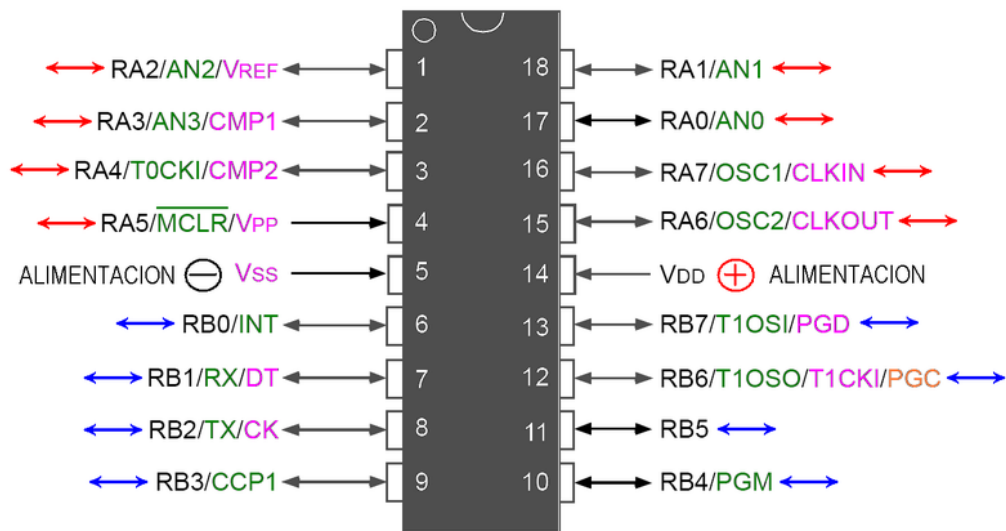 RA2/AN2/VREF 1 18 RA1/AN1
RA3/AN3/CMP1 2 17 RA0/AN0
RA4/T0CKI/CMP2 3 16 RA7/OSC1/CLKIN
RA5/MCLR/VPP 4 15 RA6/OSC2/CLKOUT
ALIMENTACION − VSS 5 14 VDD + ALIMENTACION
RB0/INT 6 13 RB7/T1OSI/PGD
RB1/RX/DT 7 12 RB6/T1OSO/T1CKI/PGC
RB2/TX/CK 8 11 RB5
RB3/CCP1 9 10 RB4/PGM